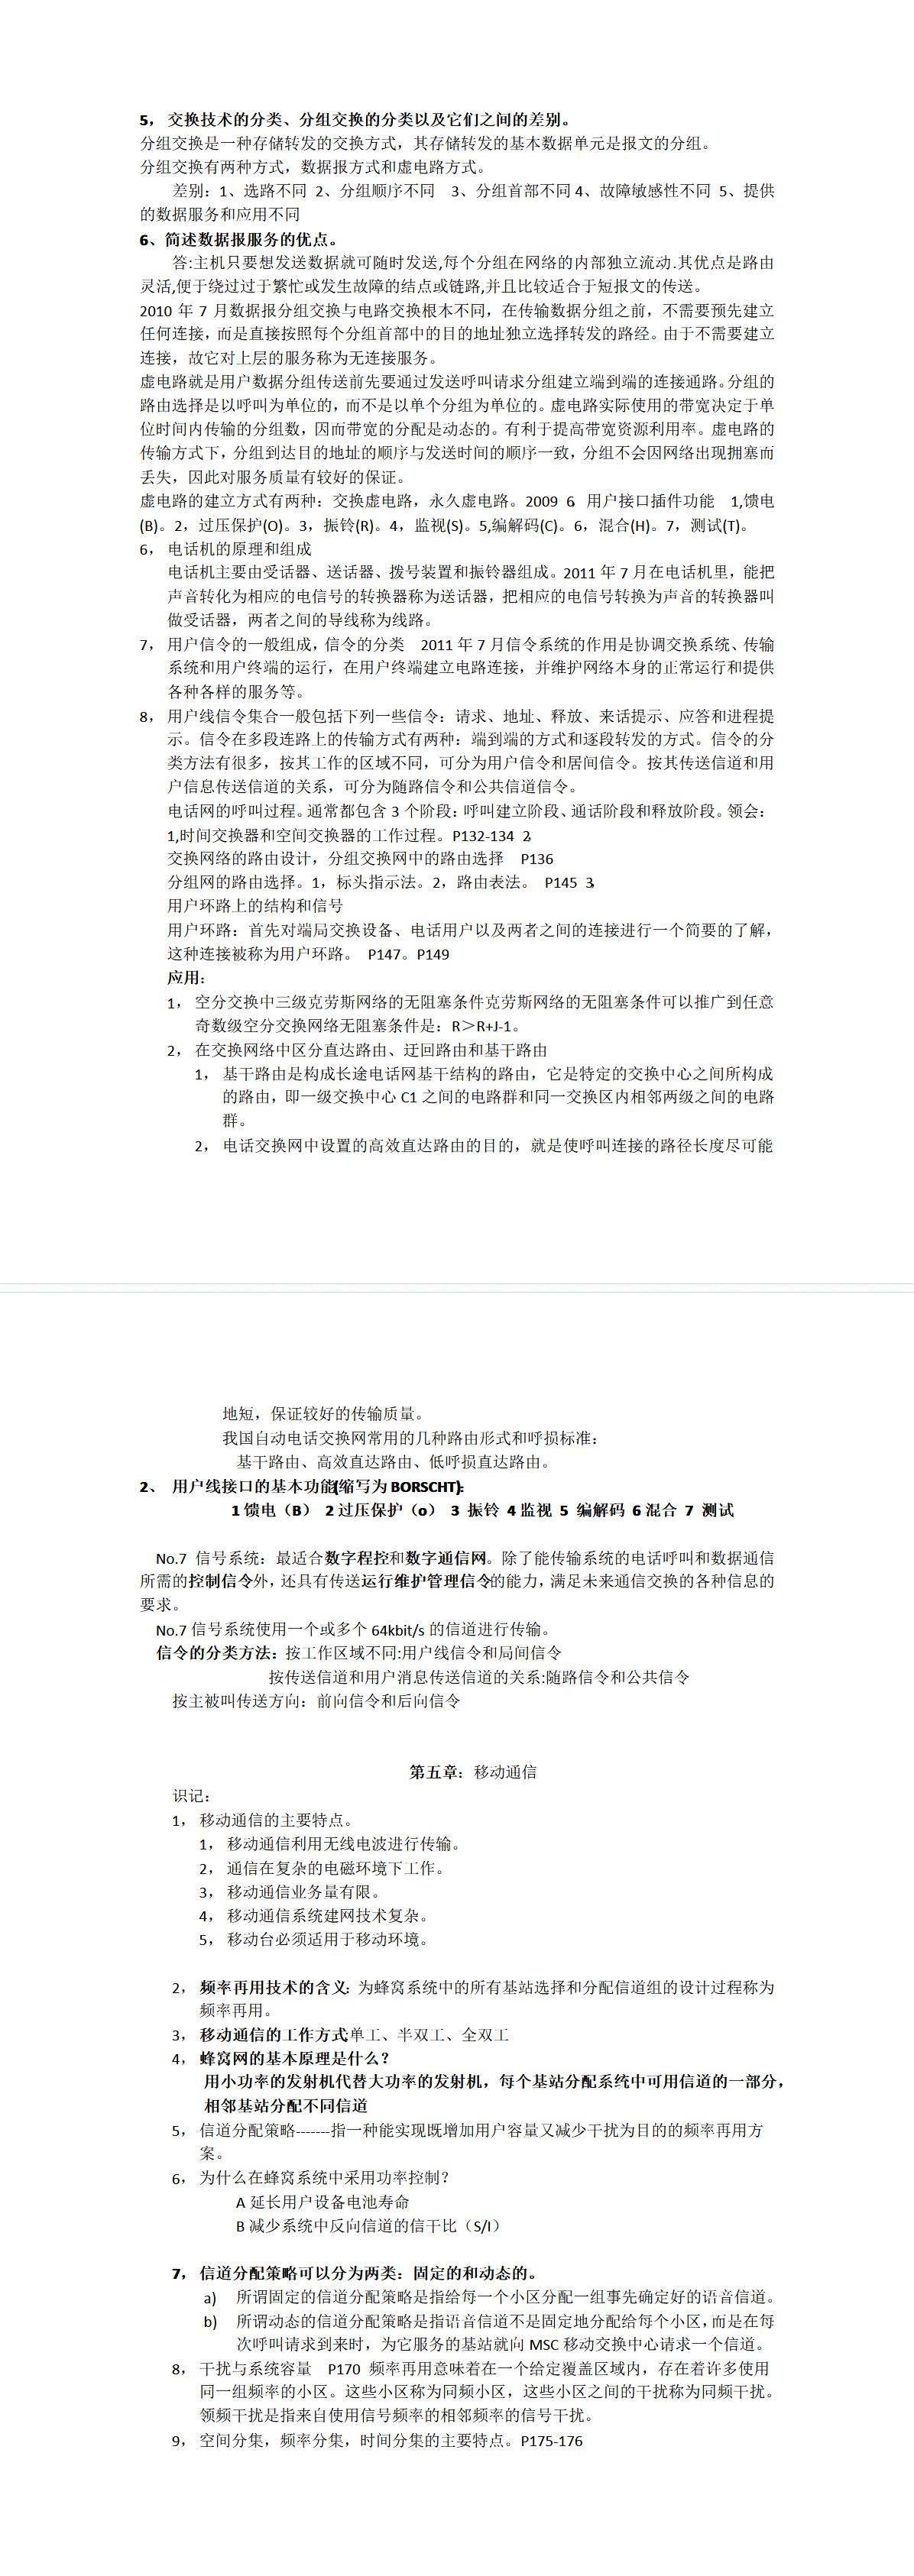 5， 交换技术的分类、分组交换的分类以及它们之间的差别。
分组交换是一种存储转发的交换方式，其存储转发的基本数据单元是报文的分组。
分组交换有两种方式，数据报方式和虚电路方式。
差别：1、选路不同 2、分组顺序不同 3、分组首部不同 4、故障敏感性不同 5、提供
的数据服务和应用不同
6、简述数据报服务的优点。
答:主机只要想发送数据就可随时发送,每个分组在网络的内部独立流动.其优点是路由
灵活,便于绕过过于繁忙或发生故障的结点或链路,并且比较适合于短报文的传送。
2010 年 7 月数据报分组交换与电路交换根本不同，在传输数据分组之前，不需要预先建立
任何连接，而是直接按照每个分组首部中的目的地址独立选择转发的路经。由于不需要建立
连接，故它对上层的服务称为无连接服务。
虚电路就是用户数据分组传送前先要通过发送呼叫请求分组建立端到端的连接通路。分组的
路由选择是以呼叫为单位的，而不是以单个分组为单位的。虚电路实际使用的带宽决定于单
位时间内传输的分组数，因而带宽的分配是动态的。有利于提高带宽资源利用率。虚电路的
传输方式下，分组到达目的地址的顺序与发送时间的顺序一致，分组不会因网络出现拥塞而
丢失，因此对服务质量有较好的保证。
虚电路的建立方式有两种：交换虚电路，永久虚电路。2009 6，用户接口插件功能 1,馈电
(B)。2，过压保护(O)。3，振铃(R)。4，监视(S)。5,编解码(C)。6，混合(H)。7，测试(T)。
6， 电话机的原理和组成
电话机主要由受话器、送话器、拨号装置和振铃器组成。2011 年 7 月在电话机里，能把
声音转化为相应的电信号的转换器称为送话器，把相应的电信号转换为声音的转换器叫
做受话器，两者之间的导线称为线路。
7， 用户信令的一般组成，信令的分类 2011 年 7 月信令系统的作用是协调交换系统、传输
系统和用户终端的运行，在用户终端建立电路连接，并维护网络本身的正常运行和提供
各种各样的服务等。
8， 用户线信令集合一般包括下列一些信令：请求、地址、释放、来话提示、应答和进程提
示。信令在多段连路上的传输方式有两种：端到端的方式和逐段转发的方式。信令的分
类方法有很多，按其工作的区域不同，可分为用户信令和居间信令。按其传送信道和用
户信息传送信道的关系，可分为随路信令和公共信道信令。
电话网的呼叫过程。通常都包含 3 个阶段：呼叫建立阶段、通话阶段和释放阶段。领会：
1,时间交换器和空间交换器的工作过程。P132-134 2，
交换网络的路由设计，分组交换网中的路由选择 P136
分组网的路由选择。1，标头指示法。2，路由表法。 P145 3，
用户环路上的结构和信号
用户环路：首先对端局交换设备、电话用户以及两者之间的连接进行一个简要的了解，
这种连接被称为用户环路。 P147。P149
应用：
1， 空分交换中三级克劳斯网络的无阻塞条件克劳斯网络的无阻塞条件可以推广到任意
奇数级空分交换网络无阻塞条件是：R＞R+J-1。
2， 在交换网络中区分直达路由、迂回路由和基干路由
1， 基干路由是构成长途电话网基干结构的路由，它是特定的交换中心之间所构成
的路由，即一级交换中心 C1 之间的电路群和同一交换区内相邻两级之间的电路
群。
2， 电话交换网中设置的高效直达路由的目的，就是使呼叫连接的路径长度尽可能
地短，保证较好的传输质量。
我国自动电话交换网常用的几种路由形式和呼损标准：
基干路由、高效直达路由、低呼损直达路由。
2、 用户线接口的基本功能(缩写为 BORSCHT)：
1 馈电（B） 2 过压保护（o） 3 振铃 4 监视 5 编解码 6 混合 7 测试
No.7 信号系统：最适合数字程控和数字通信网。除了能传输系统的电话呼叫和数据通信
所需的控制信令外，还具有传送运行维护管理信令的能力，满足未来通信交换的各种信息的
要求。
No.7 信号系统使用一个或多个 64kbit/s 的信道进行传输。
信令的分类方法：按工作区域不同:用户线信令和局间信令
按传送信道和用户消息传送信道的关系:随路信令和公共信令
按主被叫传送方向：前向信令和后向信令
第五章：移动通信
识记：
1， 移动通信的主要特点。
1， 移动通信利用无线电波进行传输。
2， 通信在复杂的电磁环境下工作。
3， 移动通信业务量有限。
4， 移动通信系统建网技术复杂。
5， 移动台必须适用于移动环境。
2， 频率再用技术的含义：为蜂窝系统中的所有基站选择和分配信道组的设计过程称为
频率再用。
3， 移动通信的工作方式:单工、半双工、全双工
4， 蜂窝网的基本原理是什么？
用小功率的发射机代替大功率的发射机，每个基站分配系统中可用信道的一部分，
相邻基站分配不同信道
5， 信道分配策略-------指一种能实现既增加用户容量又减少干扰为目的的频率再用方
案。
6， 为什么在蜂窝系统中采用功率控制？
A 延长用户设备电池寿命
B 减少系统中反向信道的信干比（S/I）
7， 信道分配策略可以分为两类：固定的和动态的。
a) 所谓固定的信道分配策略是指给每一个小区分配一组事先确定好的语音信道。
b) 所谓动态的信道分配策略是指语音信道不是固定地分配给每个小区，而是在每
次呼叫请求到来时，为它服务的基站就向 MSC 移动交换中心请求一个信道。
8， 干扰与系统容量 P170 频率再用意味着在一个给定覆盖区域内，存在着许多使用
同一组频率的小区。这些小区称为同频小区，这些小区之间的干扰称为同频干扰。
领频干扰是指来自使用信号频率的相邻频率的信号干扰。
9， 空间分集，频率分集，时间分集的主要特点。P175-176